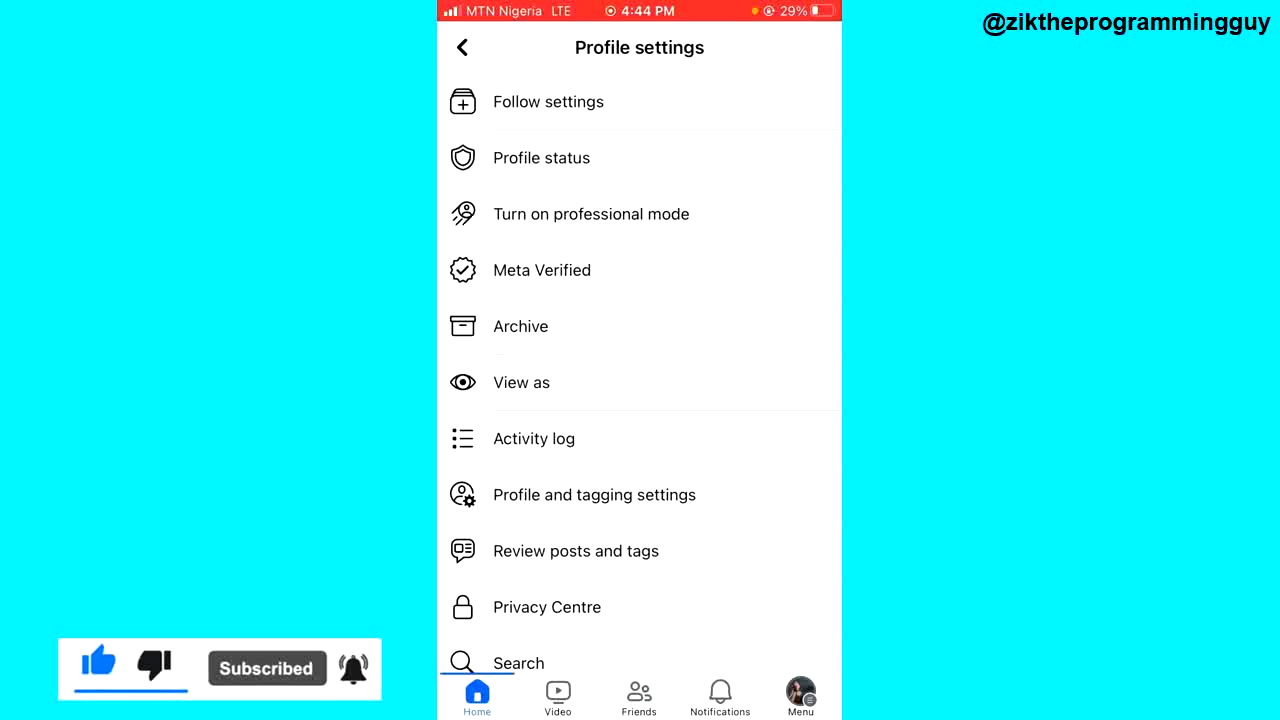 @ziktheprogrammingguy
MTN Nigeria LTE 4:44 PM 29%
Profile settings
Follow settings
Profile status
Turn on professional mode
Meta Verified
Archive
View as
Activity log
Profile and tagging settings
Review posts and tags
Privacy Centre
Search
Subscribed
Home Video Friends Notifications Menu